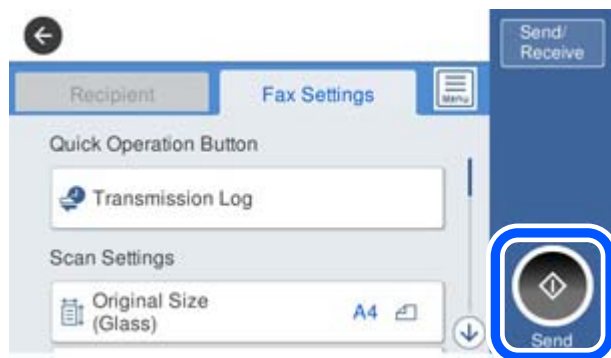 Send/
Receive
Recipient
Fax Settings
Menu
Quick Operation Button
Transmission Log
Scan Settings
Original Size
(Glass)
A4
Send